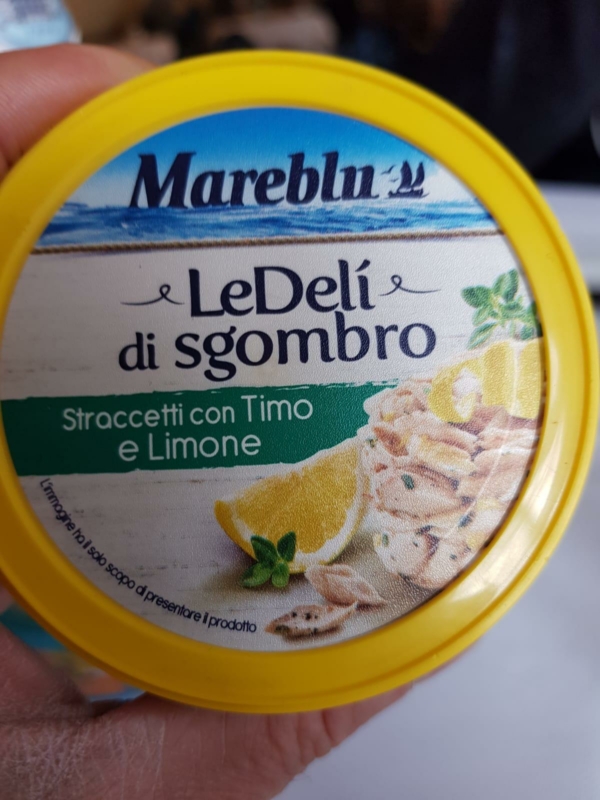 Mareblu
LeDelí
di sgombro
Straccetti con Timo
e Limone
L'immagine ha il solo scopo di presentare il prodotto